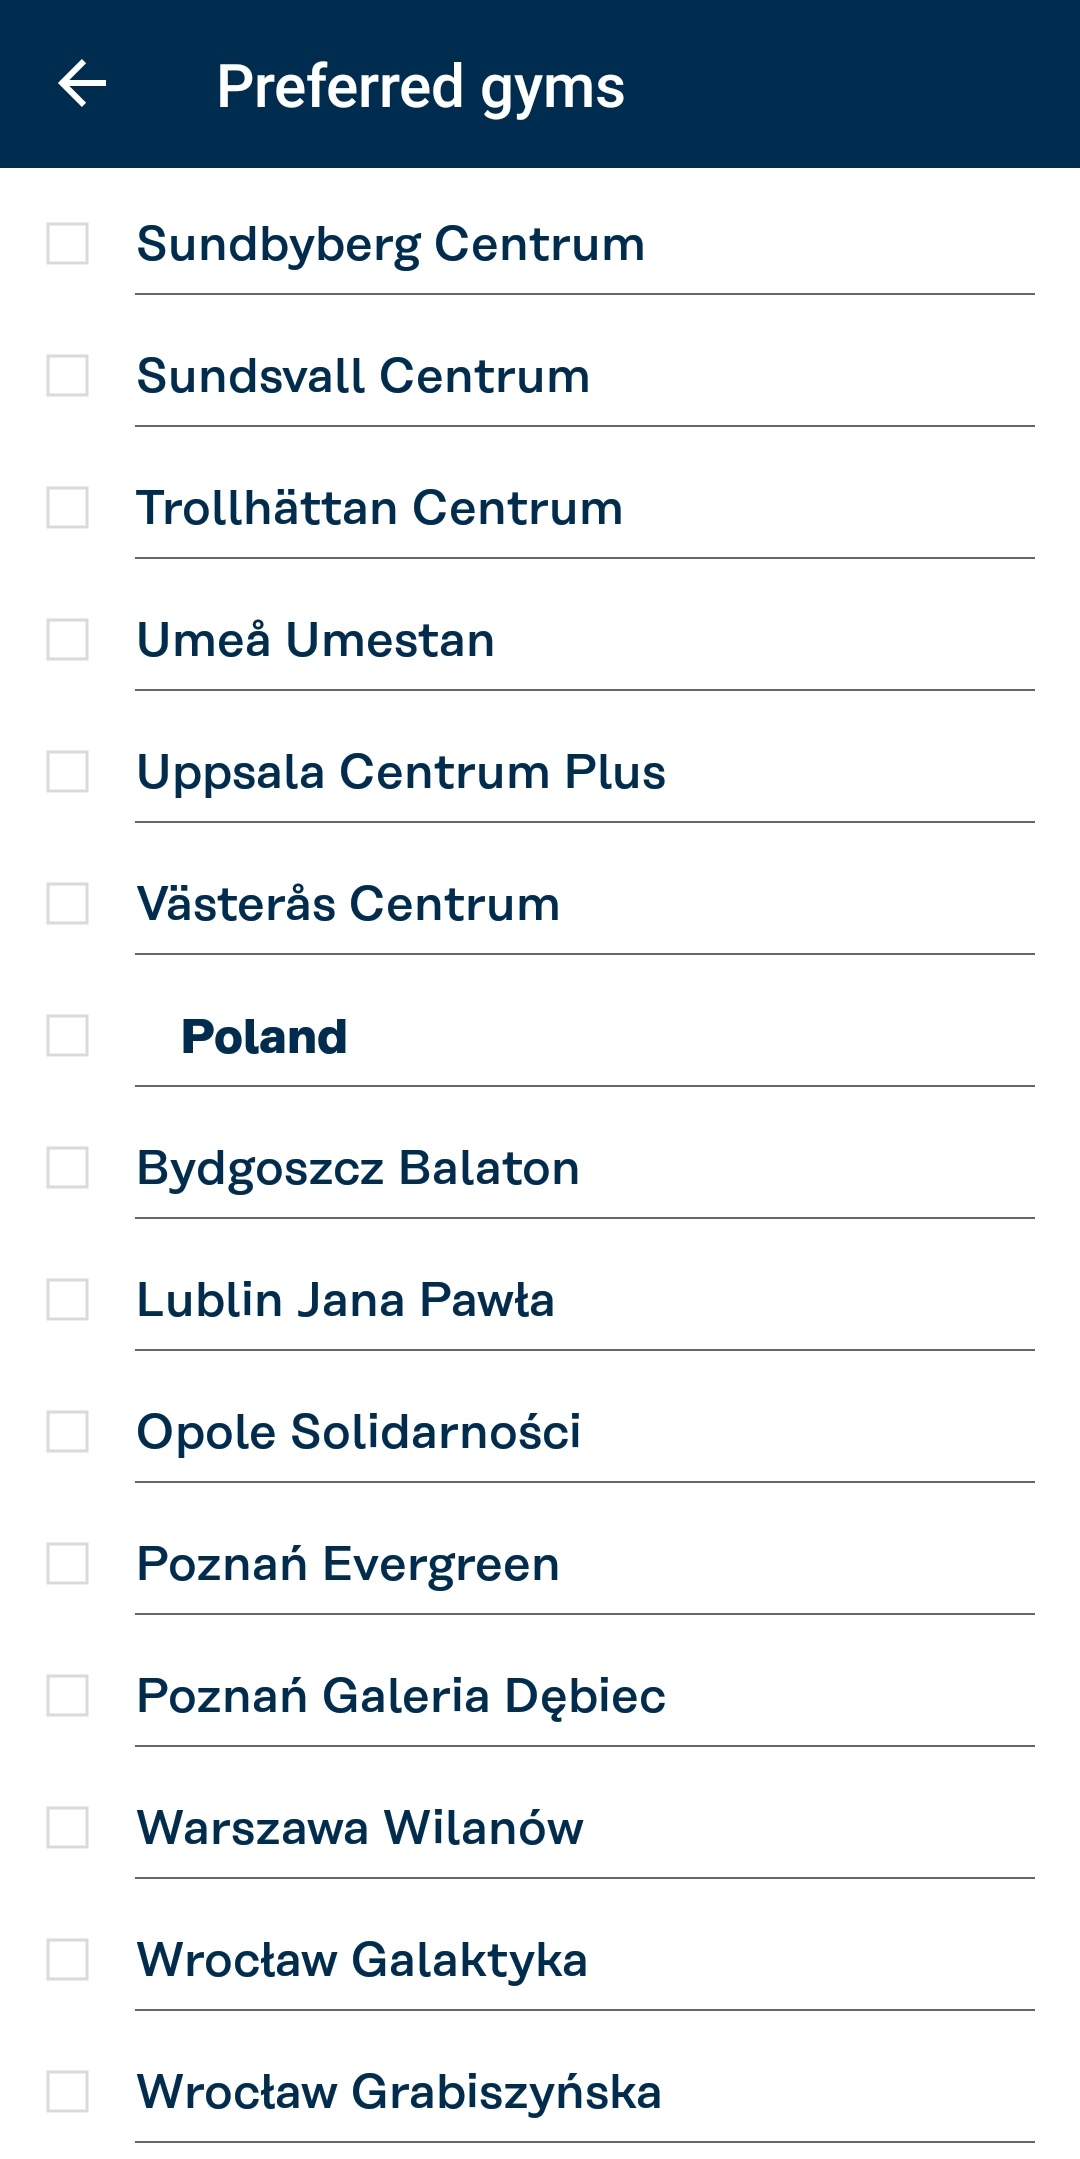 Preferred gyms
Sundbyberg Centrum
Sundsvall Centrum
Trollhättan Centrum
Umeå Umestan
Uppsala Centrum Plus
Västerås Centrum
Poland
Bydgoszcz Balaton
Lublin Jana Pawła
Opole Solidarności
Poznań Evergreen
Poznań Galeria Dębiec
Warszawa Wilanów
Wrocław Galaktyka
Wrocław Grabiszyńska